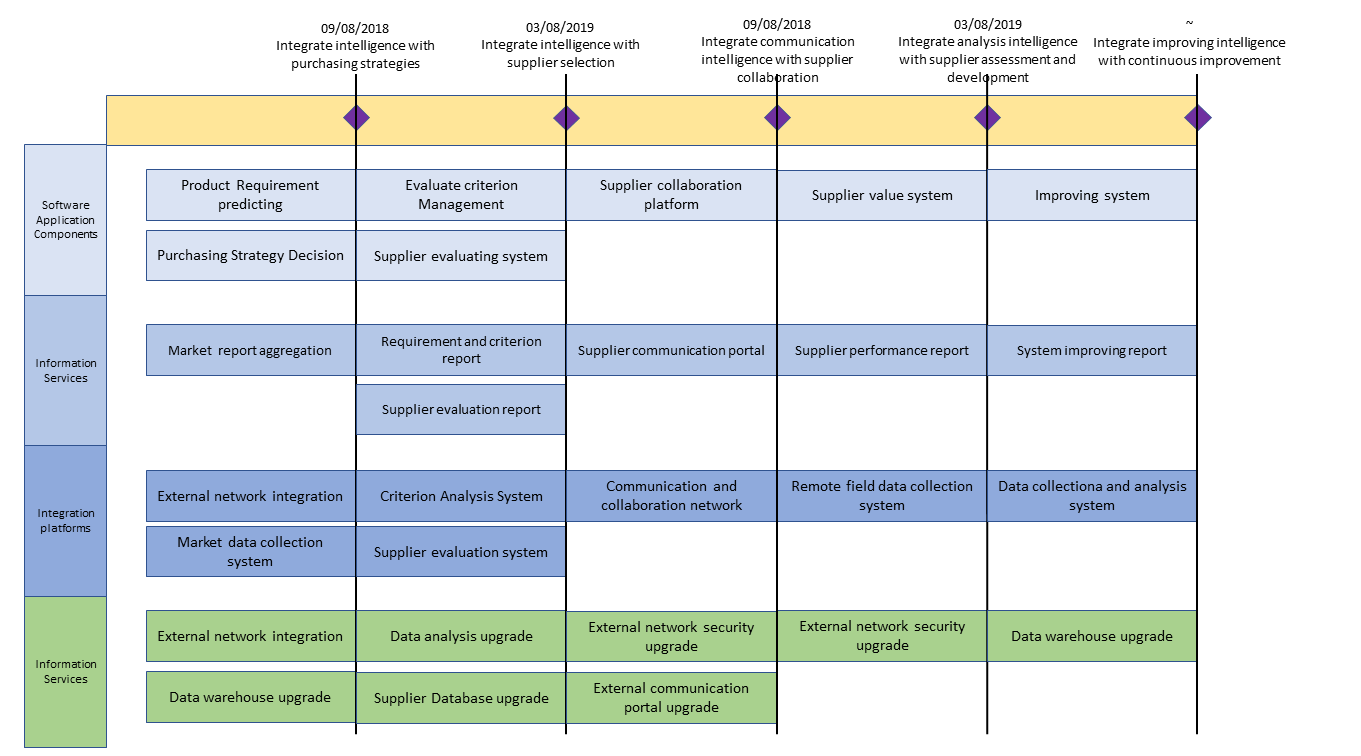 09/08/2018
Integrate intelligence with
purchasing strategies
03/08/2019
Integrate intelligence with
supplier selection
09/08/2018
Integrate communication
intelligence with supplier
collaboration
03/08/2019
Integrate analysis intelligence
with supplier assessment and
development
~
Integrate improving intelligence
with continuous improvement
Software
Application
Components
Product Requirement
predicting
Evaluate criterion
Management
Supplier collaboration
platform
Supplier value system
Improving system
Purchasing Strategy Decision
Supplier evaluating system
Information
Services
Market report aggregation
Requirement and criterion
report
Supplier communication portal
Supplier performance report
System improving report
Supplier evaluation report
Integration
platforms
External network integration
Criterion Analysis System
Communication and
collaboration network
Remote field data collection
system
Data collectiona and analysis
system
Market data collection
system
Supplier evaluation system
Information
Services
External network integration
Data analysis upgrade
External network security
upgrade
External network security
upgrade
Data warehouse upgrade
Data warehouse upgrade
Supplier Database upgrade
External communication
portal upgrade